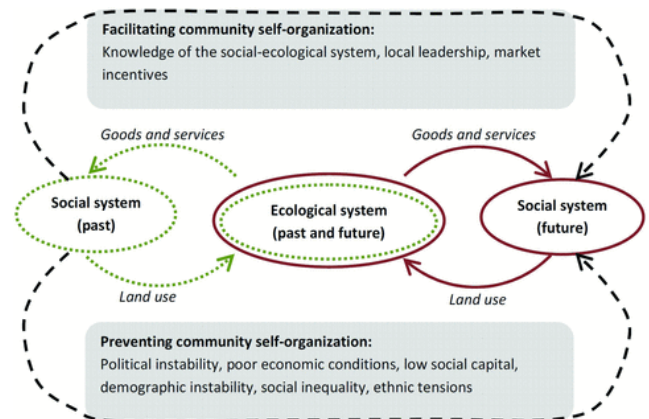 Facilitating community self-organization:
Knowledge of the social-ecological system, local leadership, market
incentives
Goods and services
Goods and services
Social system
(past)
Ecological system
(past and future)
Social system
(future)
Land use
Land use
Preventing community self-organization:
Political instability, poor economic conditions, low social capital,
demographic instability, social inequality, ethnic tensions